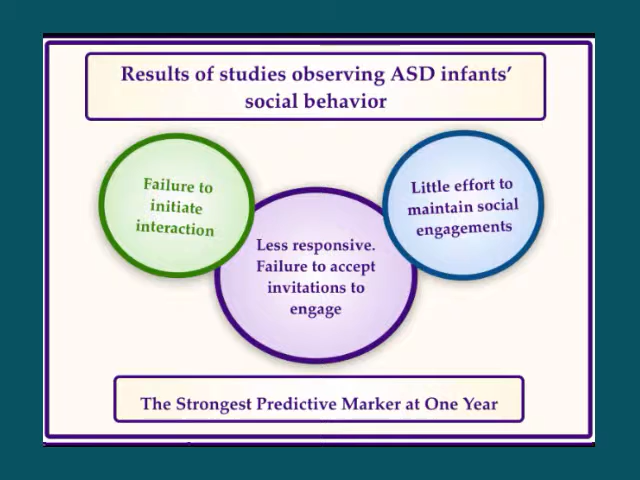 Results of studies observing ASD infants’
social behavior
Failure to
initiate
interaction
Less responsive.
Failure to accept
invitations to
engage
Little effort to
maintain social
engagements
The Strongest Predictive Marker at One Year